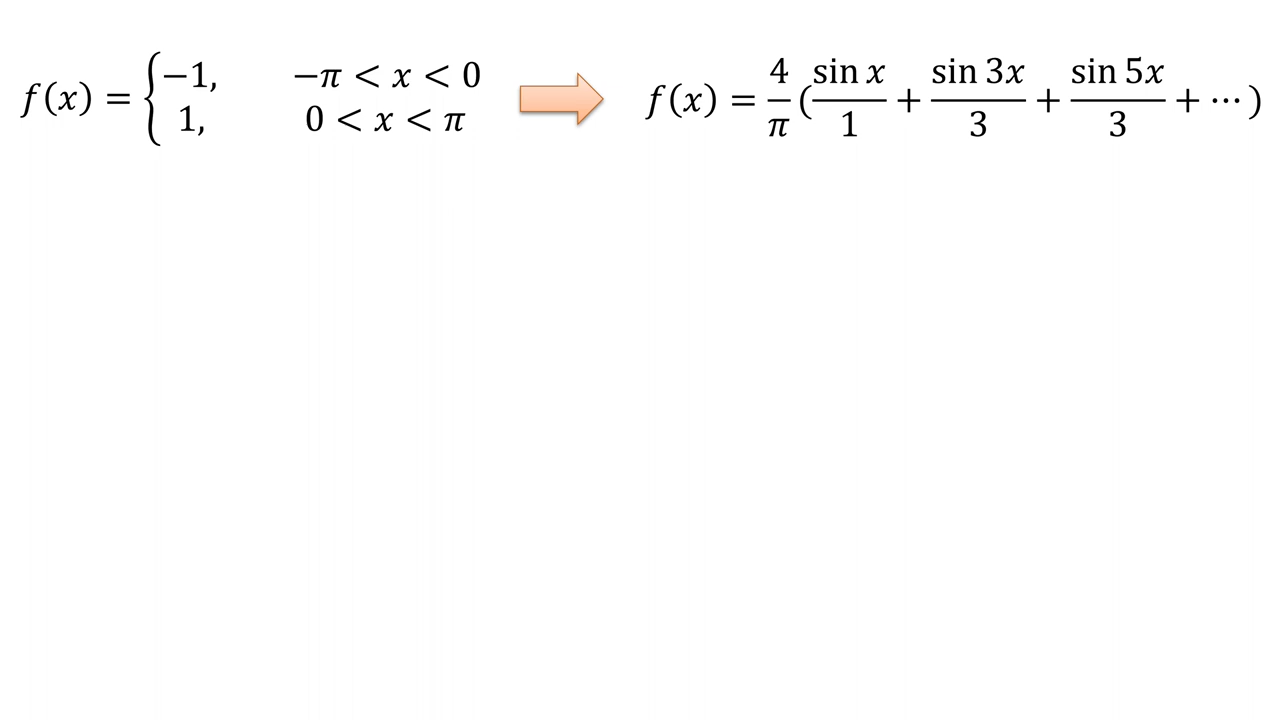 f(x) = { −1, −π < x < 0
1, 0 < x < π
f(x) = 4/π (sin x/1 + sin 3x/3 + sin 5x/3 + ⋯ )